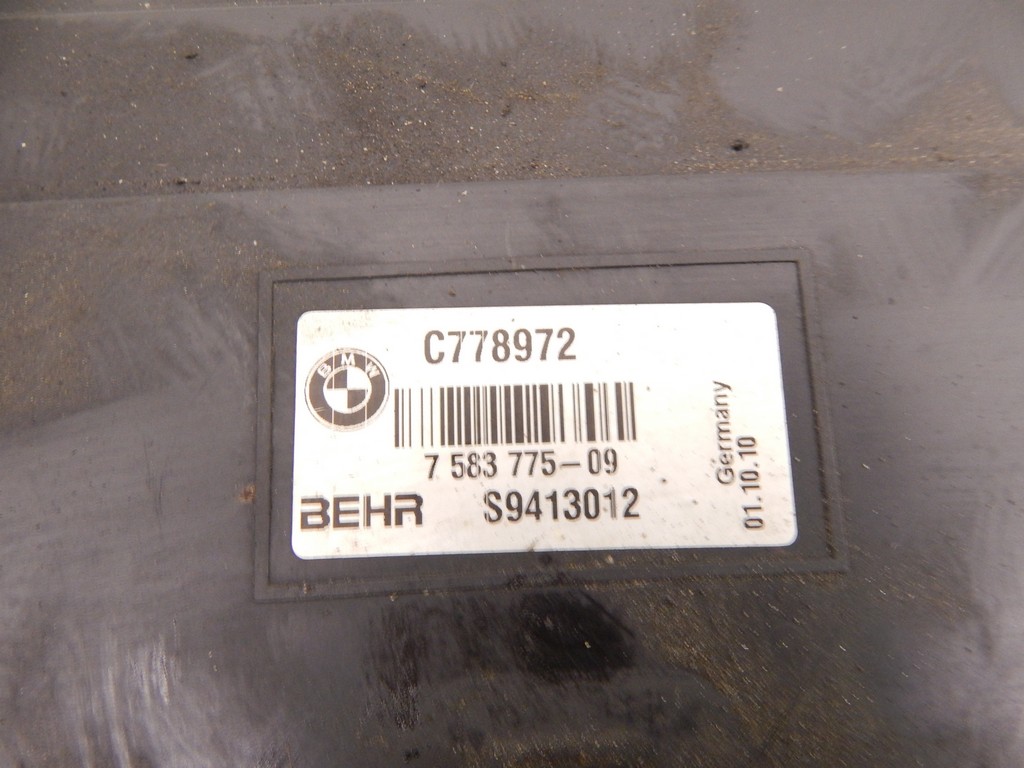 C778972
BMW
7 583 775-09
BEHR S9413012
Germany
01.10.10